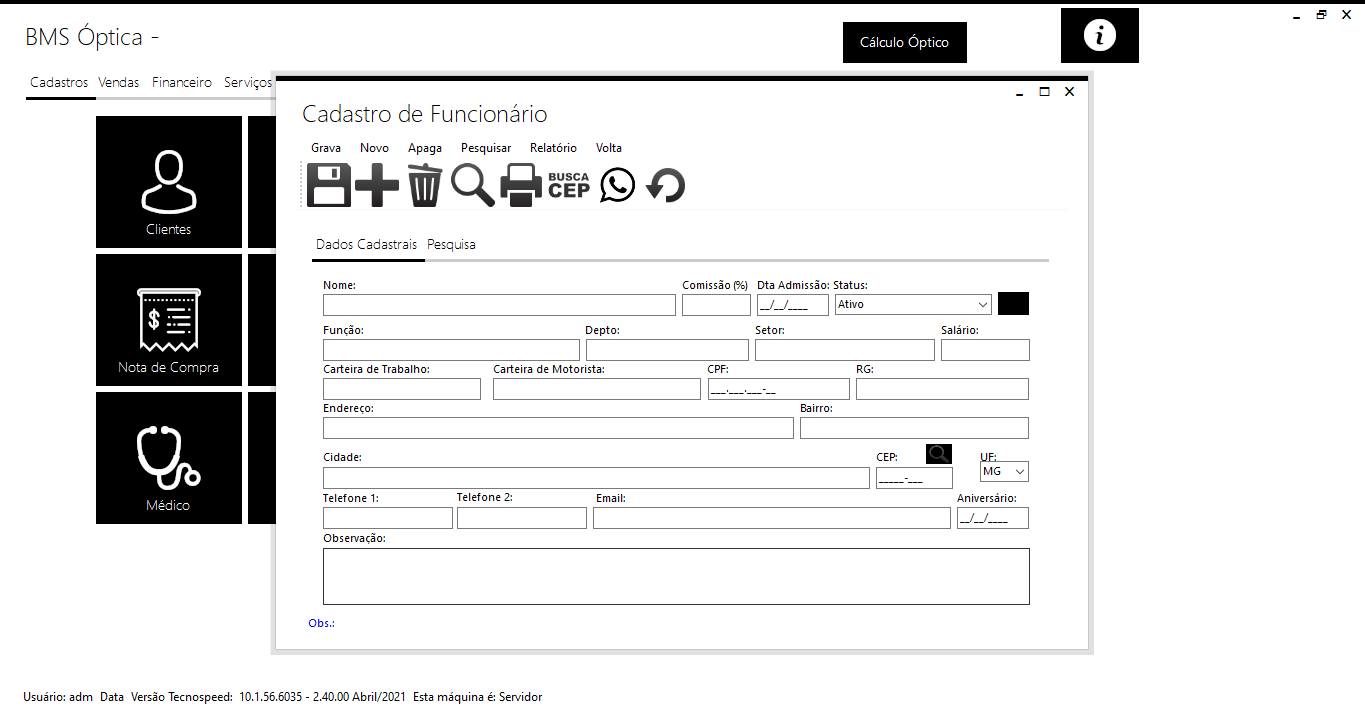 BMS Óptica -
Cálculo Óptico
i
Cadastros Vendas Financeiro Serviços
Clientes
$
Nota de Compra
Médico
Cadastro de Funcionário
Grava Novo Apaga Pesquisar Relatório Volta
BUSCA
CEP
Dados Cadastrais Pesquisa
Nome: Comissão (%) Dta Admissão: Status:
__/__/____ Ativo
Função: Depto: Setor: Salário:
Carteira de Trabalho: Carteira de Motorista: CPF: RG:
___.___.___-__
Endereço: Bairro:
Cidade: CEP: UF:
_____-___ MG
Telefone 1: Telefone 2: Email: Aniversário:
__/__/____
Observação:
Obs.:
Usuário: adm Data Versão Tecnospeed: 10.1.56.6035 - 2.40.00 Abril/2021 Esta máquina é: Servidor